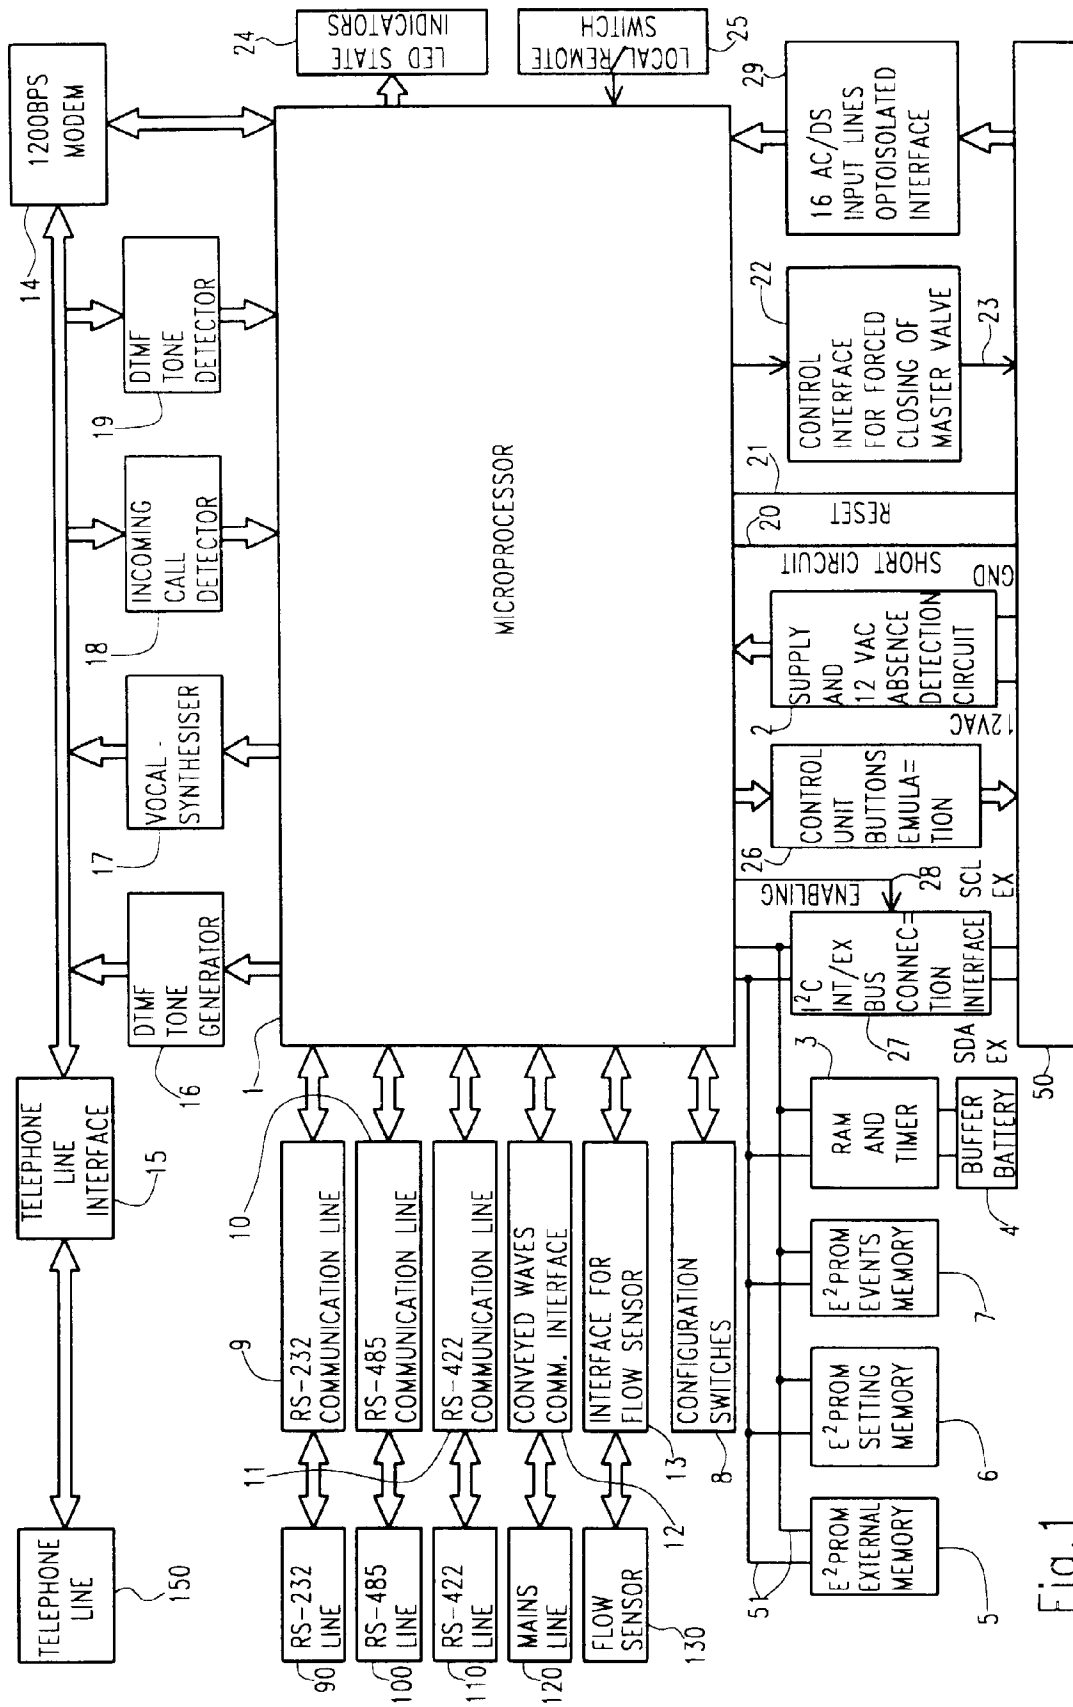 TELEPHONE
LINE
150
TELEPHONE
LINE
INTERFACE
15
1200BPS
MODEM
14
DTMF
TONE
GENERATOR
16
VOCAL -
SYNTHESISER
17
INCOMING
CALL
DETECTOR
18
DTMF
TONE
DETECTOR
19
LED STATE
INDICATORS
24
LOCAL REMOTE
SWITCH
25
MICROPROCESSOR
1
RS-232
LINE
90
RS-232
COMMUNICATION LINE
9
RS-485
LINE
100
RS-485
COMMUNICATION LINE
10
RS-422
LINE
110
RS-422
COMMUNICATION LINE
11
MAINS
LINE
120
CONVEYED WAVES
COMM. INTERFACE
12
FLOW
SENSOR
130
INTERFACE FOR
FLOW SENSOR
13
CONFIGURATION
SWITCHES
8
51
E²PROM
EXTERNAL
MEMORY
5
E²PROM
SETTING
MEMORY
6
E²PROM
EVENTS
MEMORY
7
RAM
AND
TIMER
3
BUFFER
BATTERY
4
ENABLING
28
I²C
INT/EX
BUS
CONNEC=
TION
INTERFACE
27
SDA
EX
SCL
EX
CONTROL
UNIT
BUTTONS
EMULA=
TION
26
SUPPLY
AND
12 VAC
ABSENCE
DETECTION
CIRCUIT
2
12VAC
GND
SHORT CIRCUIT
20
RESET
21
CONTROL
INTERFACE
FOR FORCED
CLOSING OF
MASTER VALVE
22
23
16 AC/DS
INPUT LINES
OPTOISOLATED
INTERFACE
29
50
Fig.1